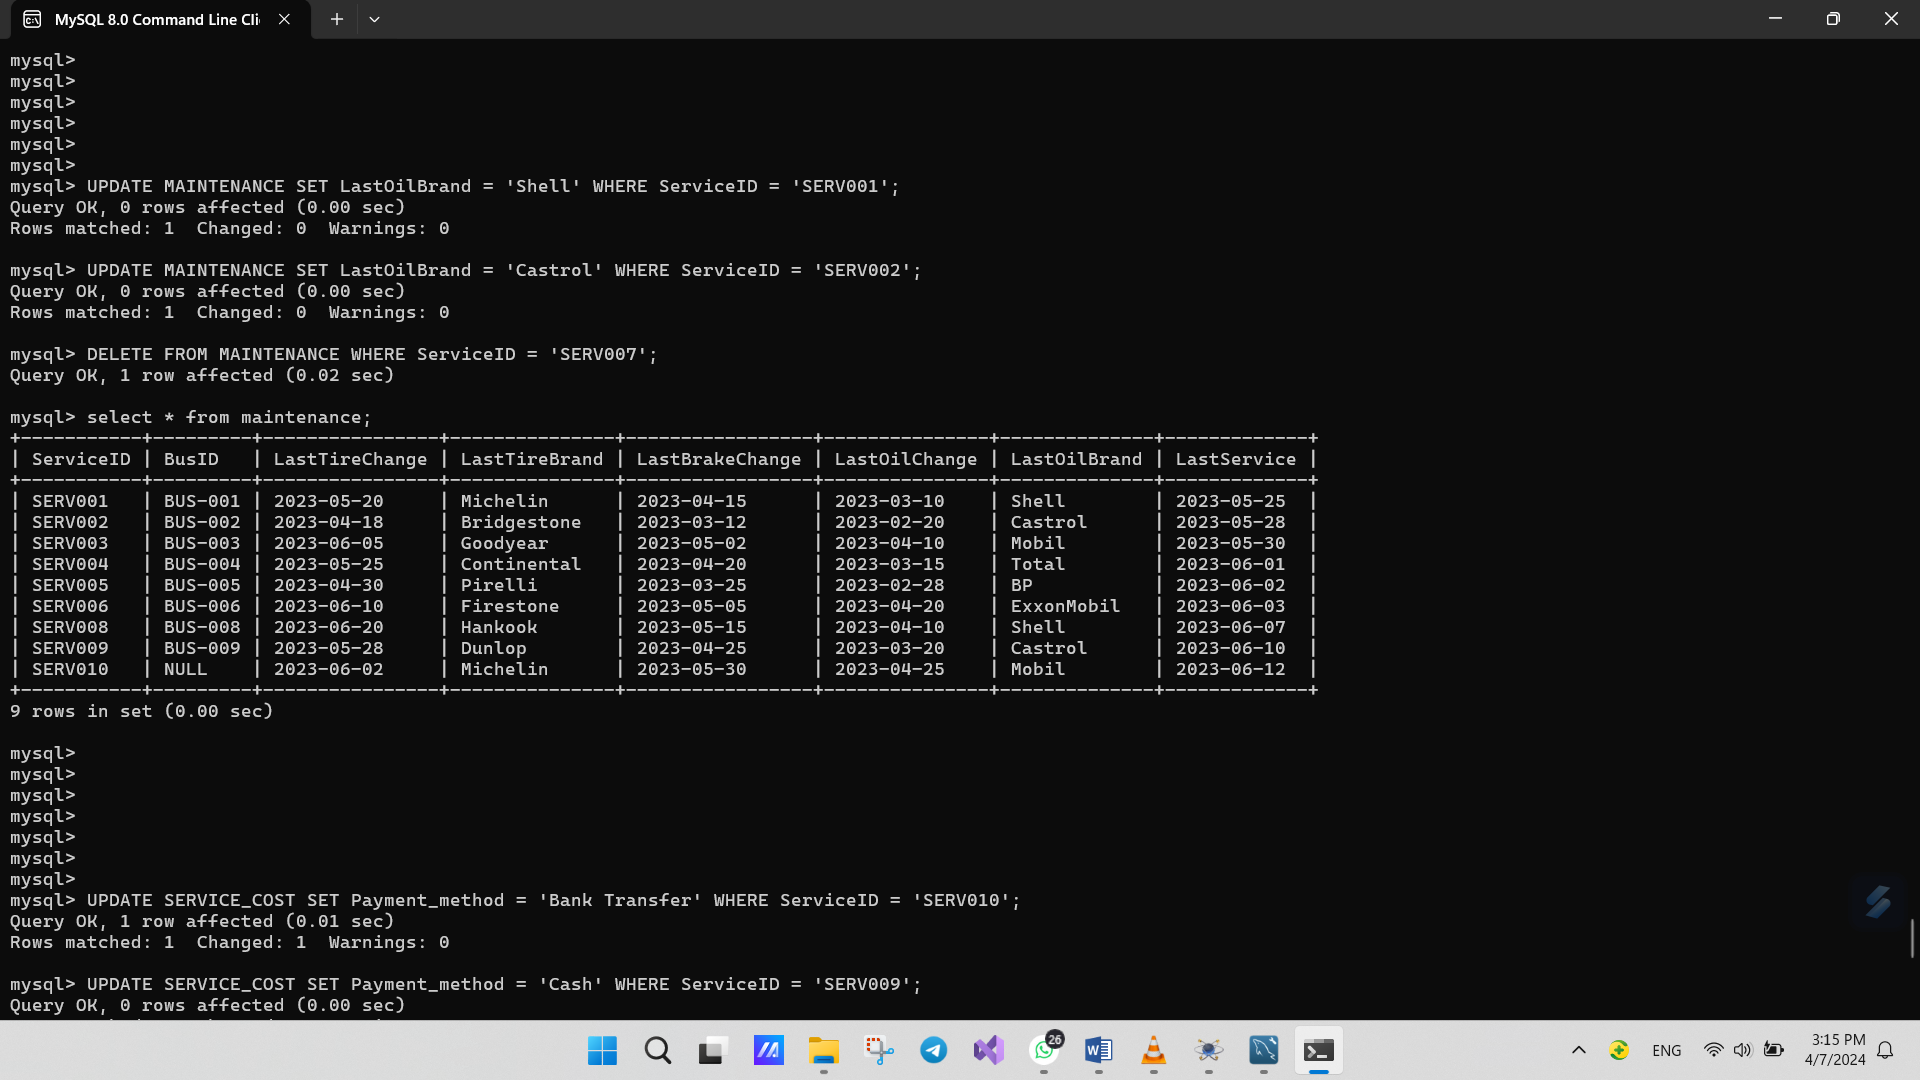 MySQL 8.0 Command Line Cli
mysql>
mysql>
mysql>
mysql>
mysql>
mysql>
mysql> UPDATE MAINTENANCE SET LastOilBrand = 'Shell' WHERE ServiceID = 'SERV001';
Query OK, 0 rows affected (0.00 sec)
Rows matched: 1  Changed: 0  Warnings: 0
mysql> UPDATE MAINTENANCE SET LastOilBrand = 'Castrol' WHERE ServiceID = 'SERV002';
Query OK, 0 rows affected (0.00 sec)
Rows matched: 1  Changed: 0  Warnings: 0
mysql> DELETE FROM MAINTENANCE WHERE ServiceID = 'SERV007';
Query OK, 1 row affected (0.02 sec)
mysql> select * from maintenance;
+-----------+---------+----------------+---------------+-----------------+---------------+--------------+-------------+
| ServiceID | BusID   | LastTireChange | LastTireBrand | LastBrakeChange | LastOilChange | LastOilBrand | LastService |
+-----------+---------+----------------+---------------+-----------------+---------------+--------------+-------------+
| SERV001   | BUS-001 | 2023-05-20     | Michelin      | 2023-04-15      | 2023-03-10    | Shell        | 2023-05-25  |
| SERV002   | BUS-002 | 2023-04-18     | Bridgestone   | 2023-03-12      | 2023-02-20    | Castrol      | 2023-05-28  |
| SERV003   | BUS-003 | 2023-06-05     | Goodyear      | 2023-05-02      | 2023-04-10    | Mobil        | 2023-05-30  |
| SERV004   | BUS-004 | 2023-05-25     | Continental   | 2023-04-20      | 2023-03-15    | Total        | 2023-06-01  |
| SERV005   | BUS-005 | 2023-04-30     | Pirelli       | 2023-03-25      | 2023-02-28    | BP           | 2023-06-02  |
| SERV006   | BUS-006 | 2023-06-10     | Firestone     | 2023-05-05      | 2023-04-20    | ExxonMobil   | 2023-06-03  |
| SERV008   | BUS-008 | 2023-06-20     | Hankook       | 2023-05-15      | 2023-04-10    | Shell        | 2023-06-07  |
| SERV009   | BUS-009 | 2023-05-28     | Dunlop        | 2023-04-25      | 2023-03-20    | Castrol      | 2023-06-10  |
| SERV010   | NULL    | 2023-06-02     | Michelin      | 2023-05-30      | 2023-04-25    | Mobil        | 2023-06-12  |
+-----------+---------+----------------+---------------+-----------------+---------------+--------------+-------------+
9 rows in set (0.00 sec)
mysql>
mysql>
mysql>
mysql>
mysql>
mysql>
mysql>
mysql> UPDATE SERVICE_COST SET Payment_method = 'Bank Transfer' WHERE ServiceID = 'SERV010';
Query OK, 1 row affected (0.01 sec)
Rows matched: 1  Changed: 1  Warnings: 0
mysql> UPDATE SERVICE_COST SET Payment_method = 'Cash' WHERE ServiceID = 'SERV009';
Query OK, 0 rows affected (0.00 sec)
26
ENG
3:15 PM
4/7/2024